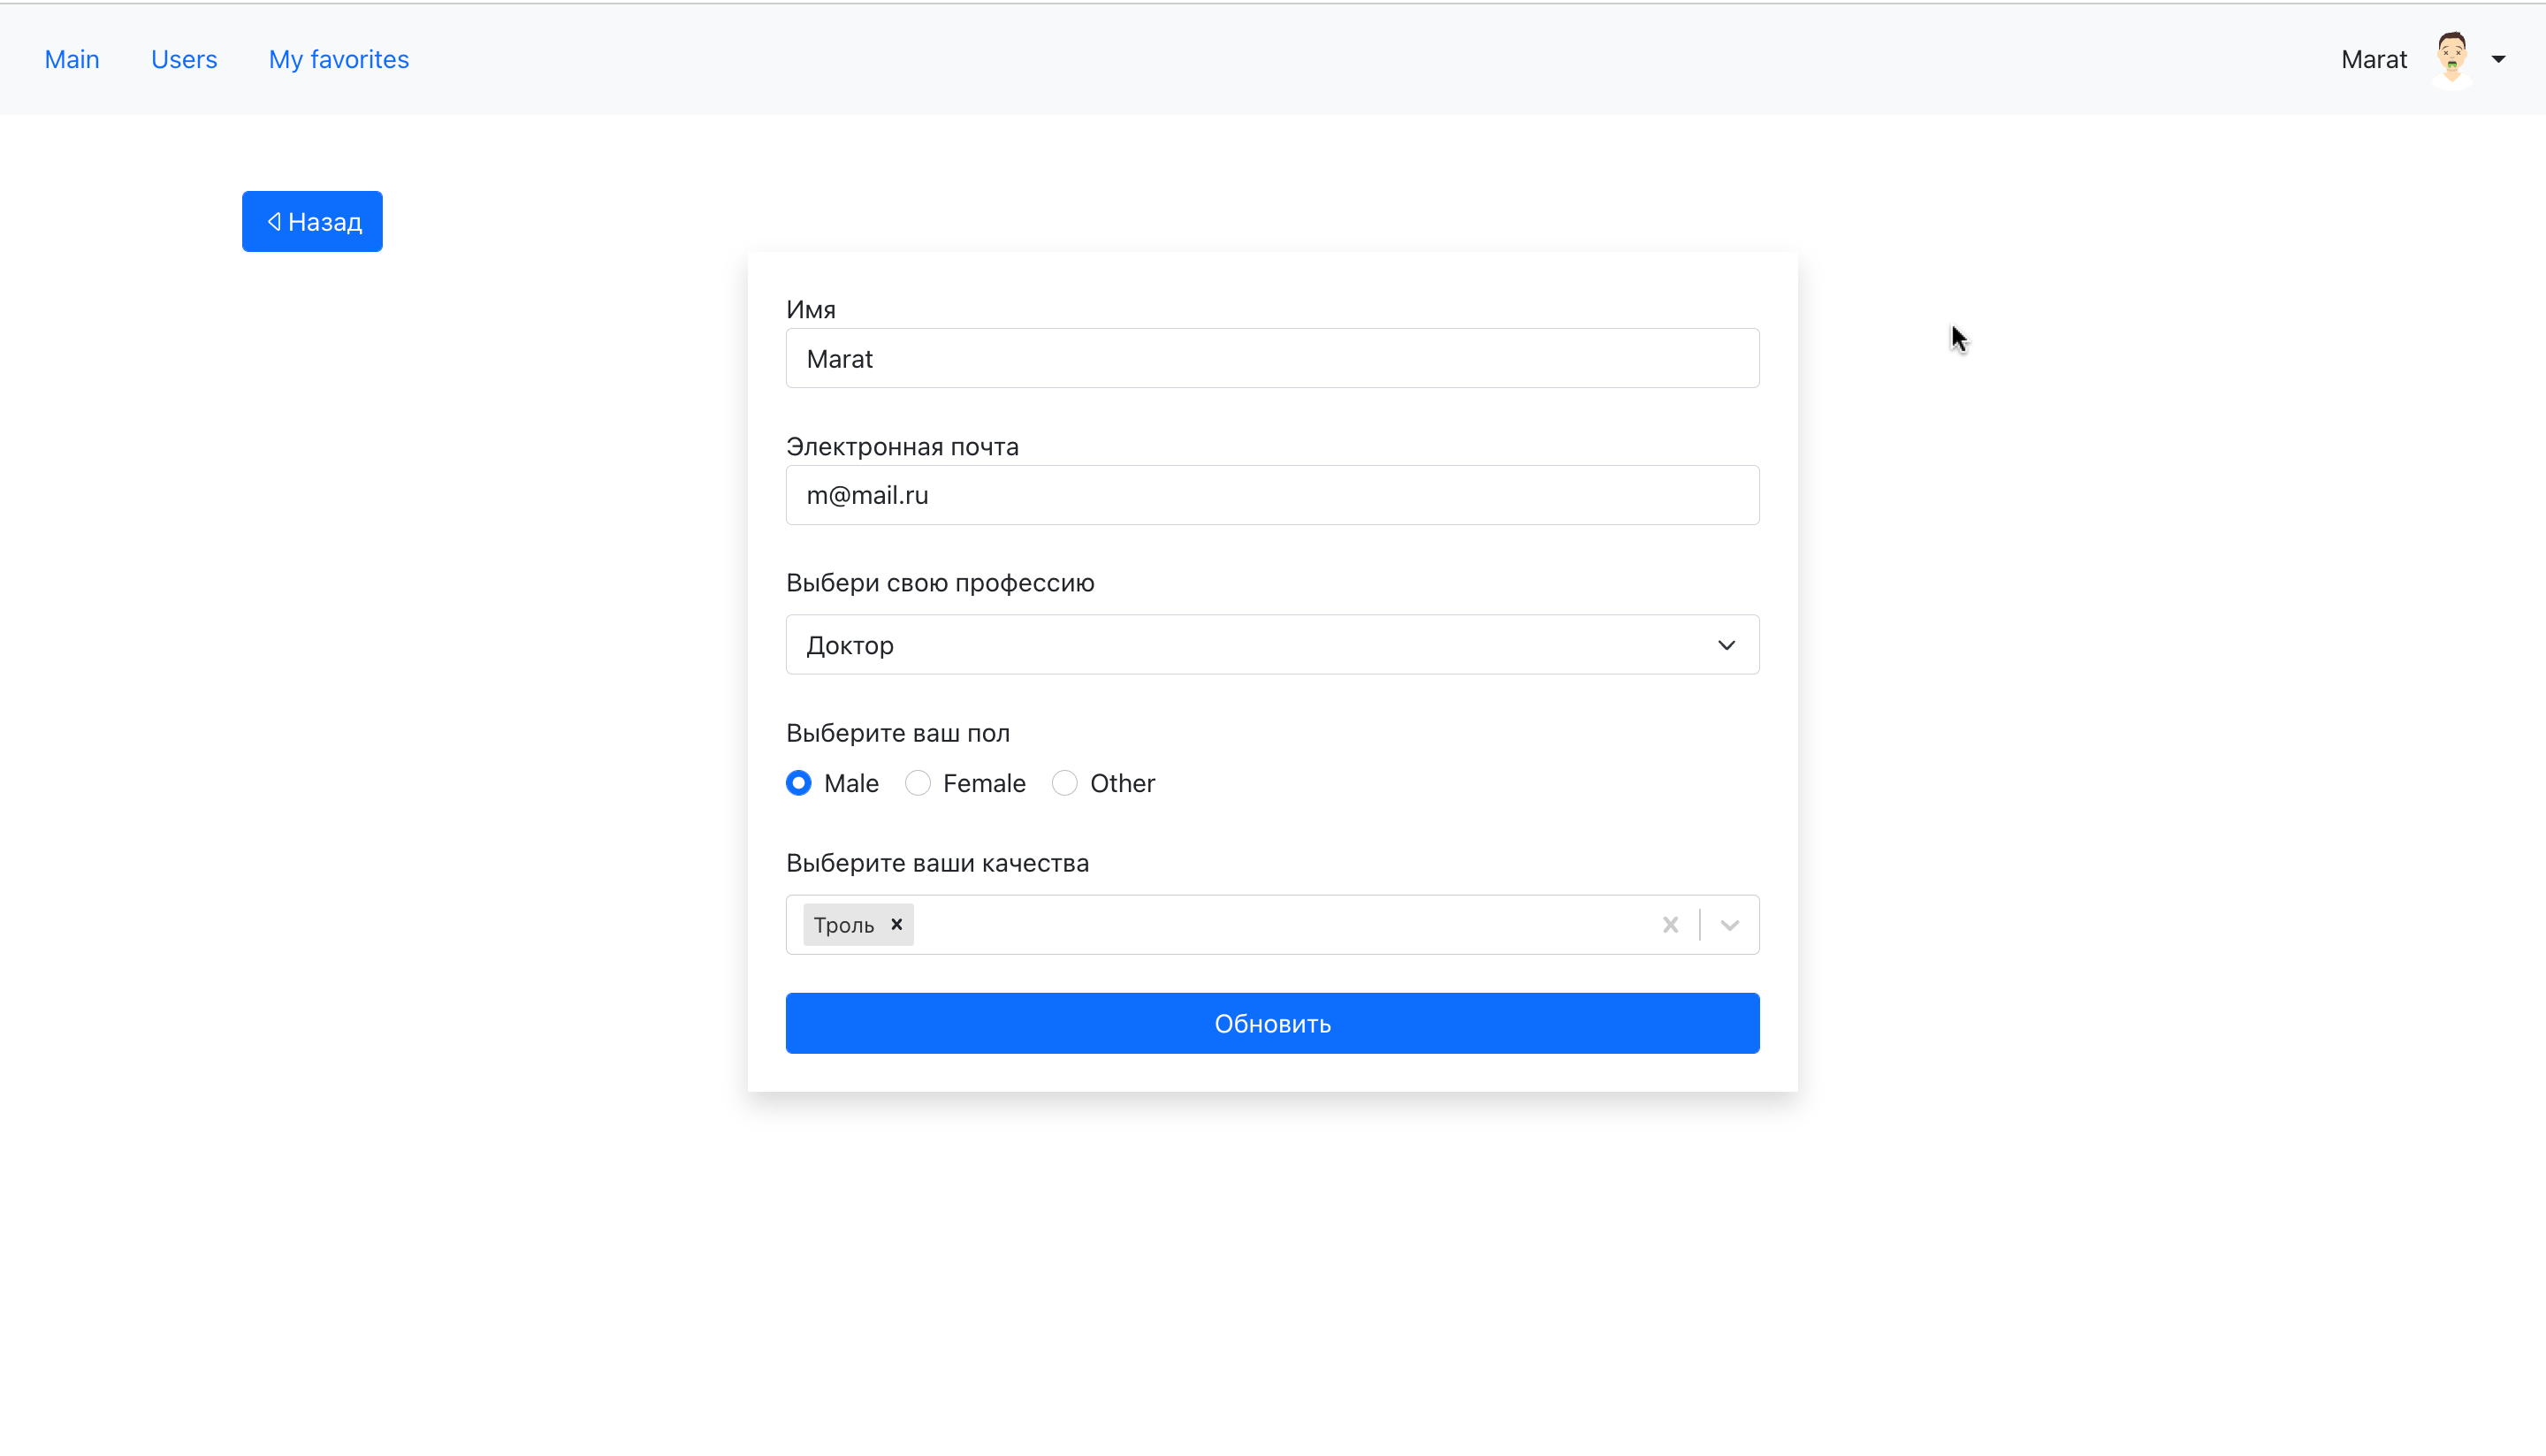 Main Users My favorites Marat
Назад
Имя
Marat
Электронная почта
m@mail.ru
Выбери свою профессию
Доктор
Выберите ваш пол
Male Female Other
Выберите ваши качества
Троль
Обновить